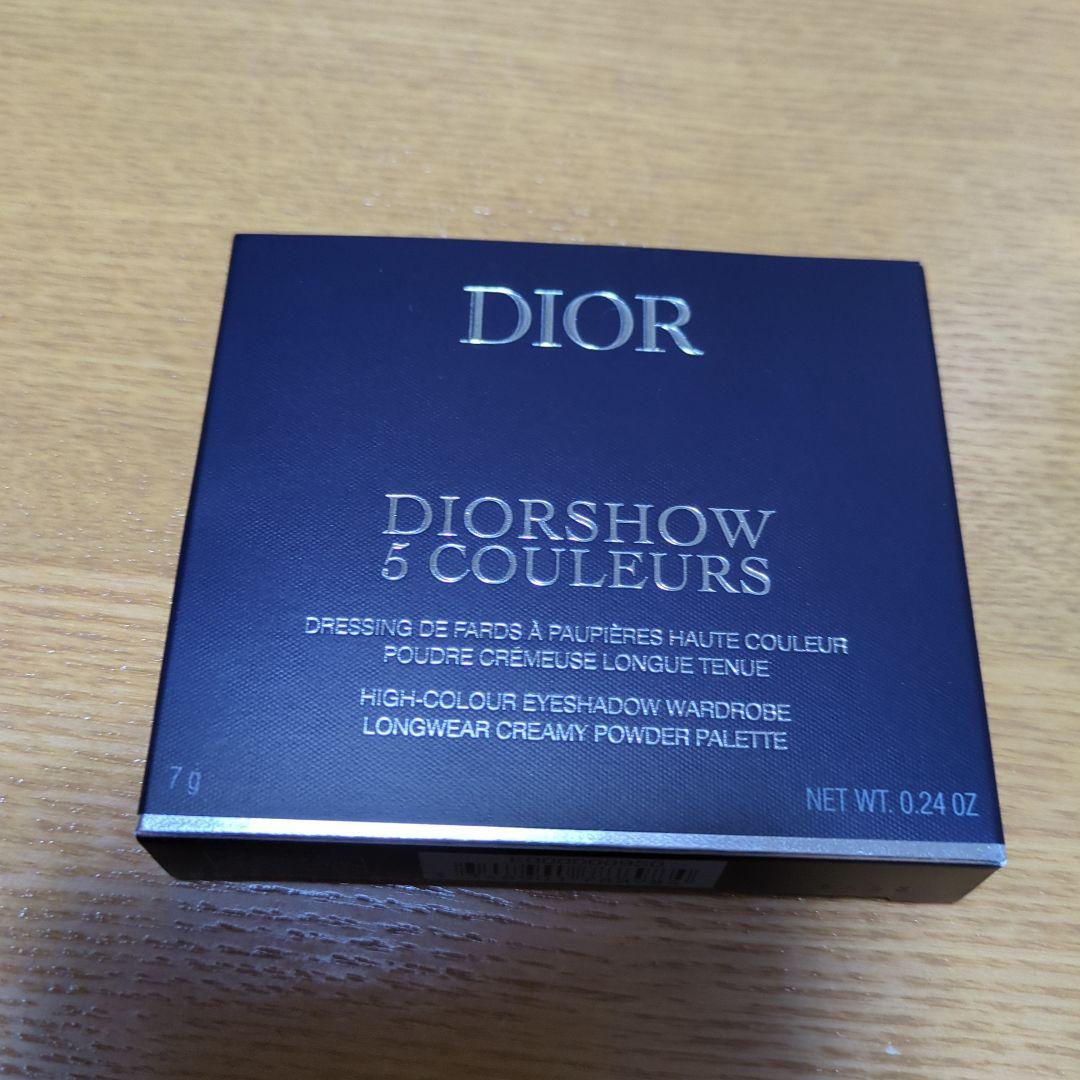 DIOR
DIORSHOW
5 COULEURS
DRESSING DE FARDS À PAUPIÈRES HAUTE COULEUR
POUDRE CRÉMEUSE LONGUE TENUE
HIGH-COLOUR EYESHADOW WARDROBE
LONGWEAR CREAMY POWDER PALETTE
7 g
NET WT. 0.24 OZ